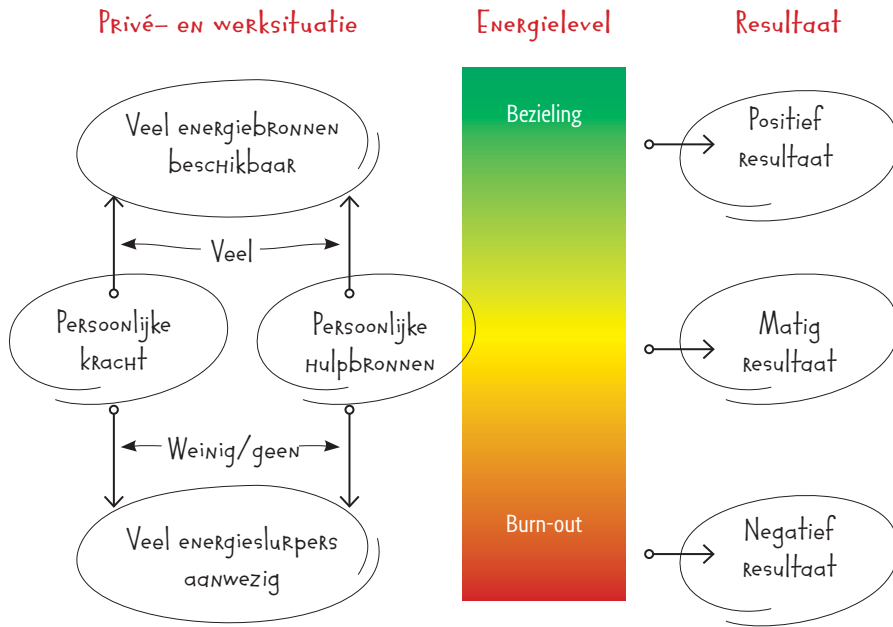 Privé- en werksituatie
Energielevel
Resultaat
Veel energiebronnen
beschikbaar
Bezieling
Positief
resultaat
Veel
Persoonlijke
kracht
Persoonlijke
hulpbronnen
Matig
resultaat
Weinig/geen
Veel energieslurpers
aanwezig
Burn-out
Negatief
resultaat